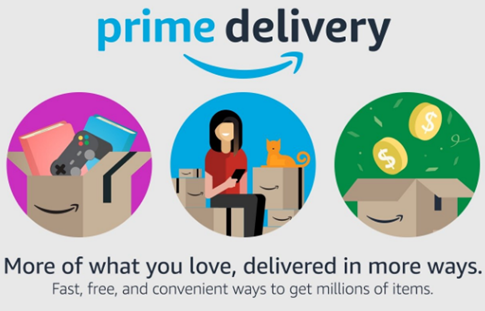 prime delivery
$
$
More of what you love, delivered in more ways.
Fast, free, and convenient ways to get millions of items.